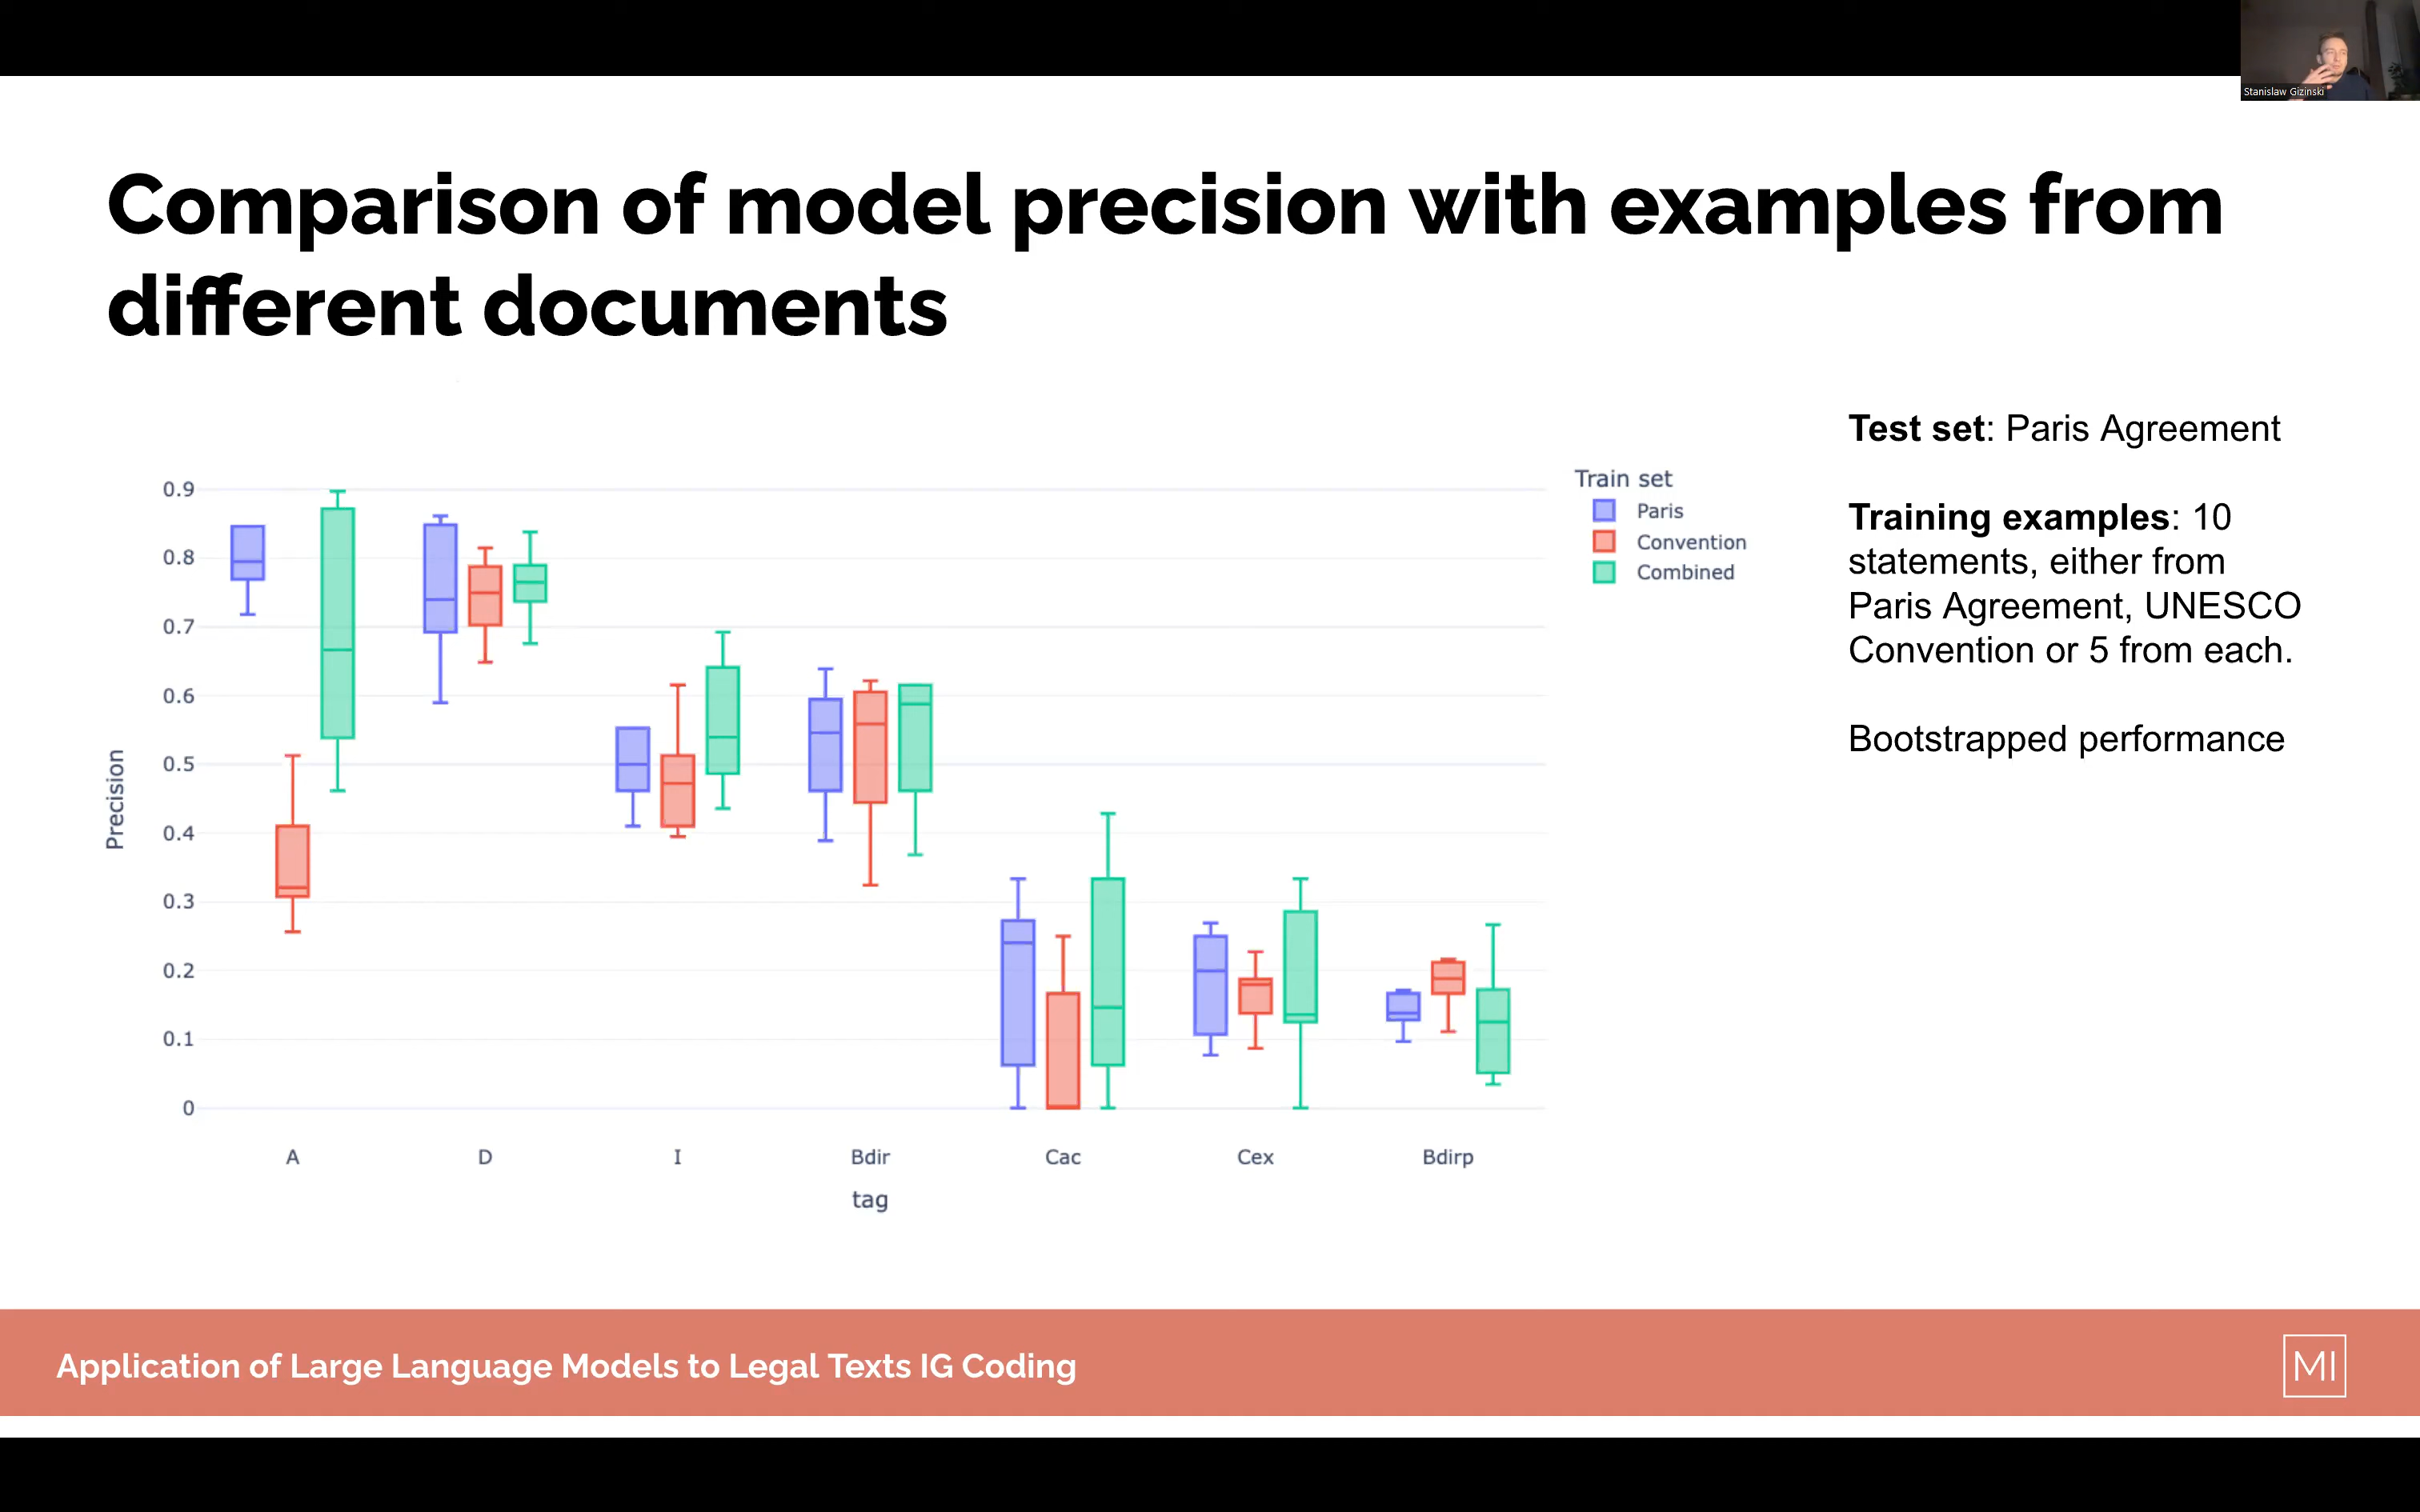 Stanislaw Gizinski
Comparison of model precision with examples from
different documents
Test set: Paris Agreement
Training examples: 10
statements, either from
Paris Agreement, UNESCO
Convention or 5 from each.
Bootstrapped performance
Train set
Paris
Convention
Combined
Precision
0.9
0.8
0.7
0.6
0.5
0.4
0.3
0.2
0.1
0
A D I Bdir Cac Cex Bdirp
tag
Application of Large Language Models to Legal Texts IG Coding
MI